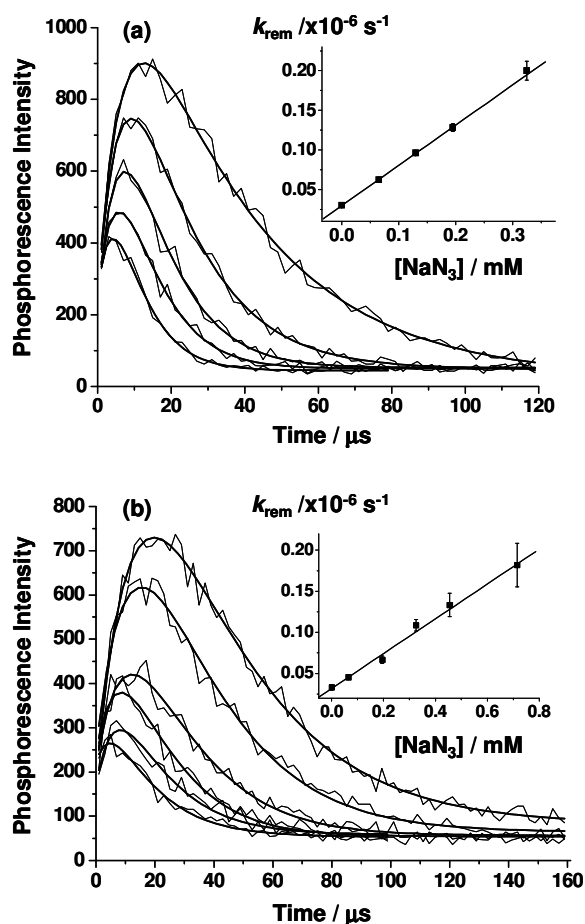 (a)
k_rem /x10^-6 s^-1
1000
800
600
400
200
0
Phosphorescence Intensity
0 20 40 60 80 100 120
Time / μs
0.20
0.15
0.10
0.05
0.0 0.1 0.2 0.3
[NaN₃] / mM
(b)
k_rem /x10^-6 s^-1
800
700
600
500
400
300
200
100
0
Phosphorescence Intensity
0 20 40 60 80 100 120 140 160
Time / μs
0.20
0.15
0.10
0.05
0.0 0.2 0.4 0.6 0.8
[NaN₃] / mM